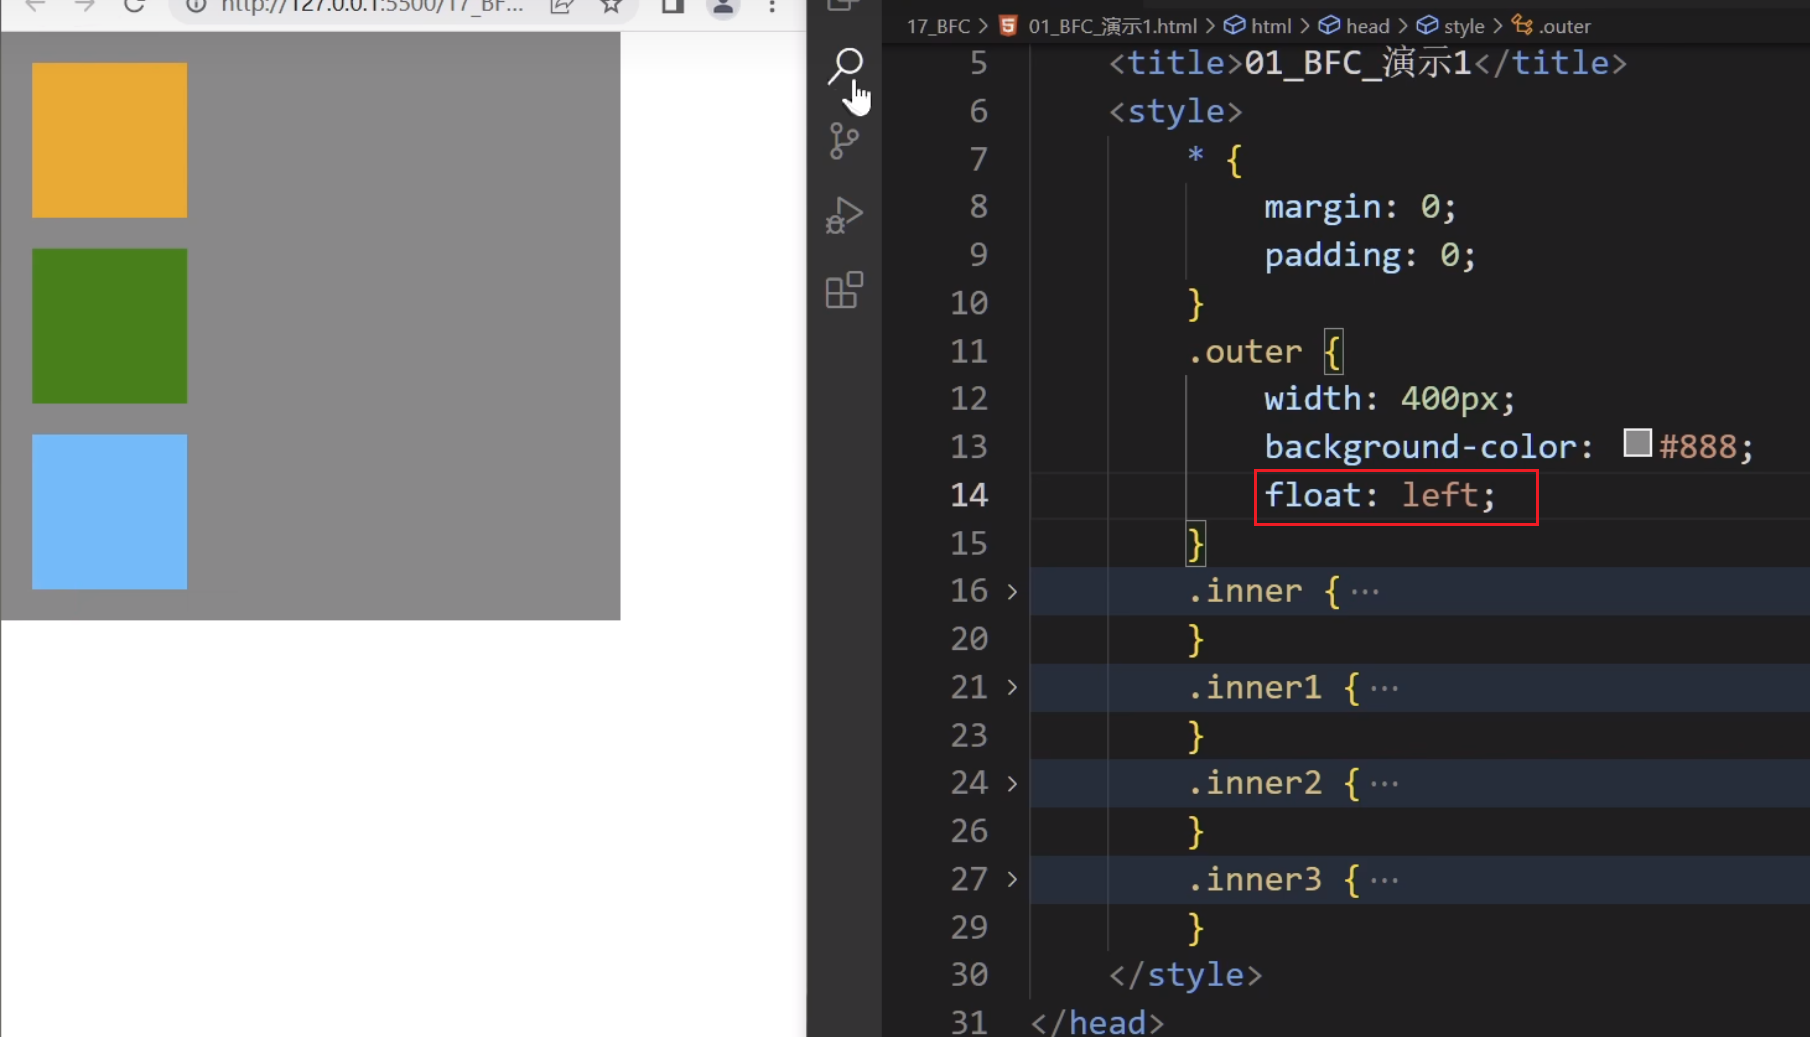 http://127.0.0.1:5500/17_BF...
17_BFC > 01_BFC_演示1.html > html > head > style > .outer
5 <title>01_BFC_演示1</title>
6 <style>
7 * {
8 margin: 0;
9 padding: 0;
10 }
11 .outer {
12 width: 400px;
13 background-color: #888;
14 float: left;
15 }
16 > .inner { ···
20 }
21 > .inner1 { ···
23 }
24 > .inner2 { ···
26 }
27 > .inner3 { ···
29 }
30 </style>
31 </head>